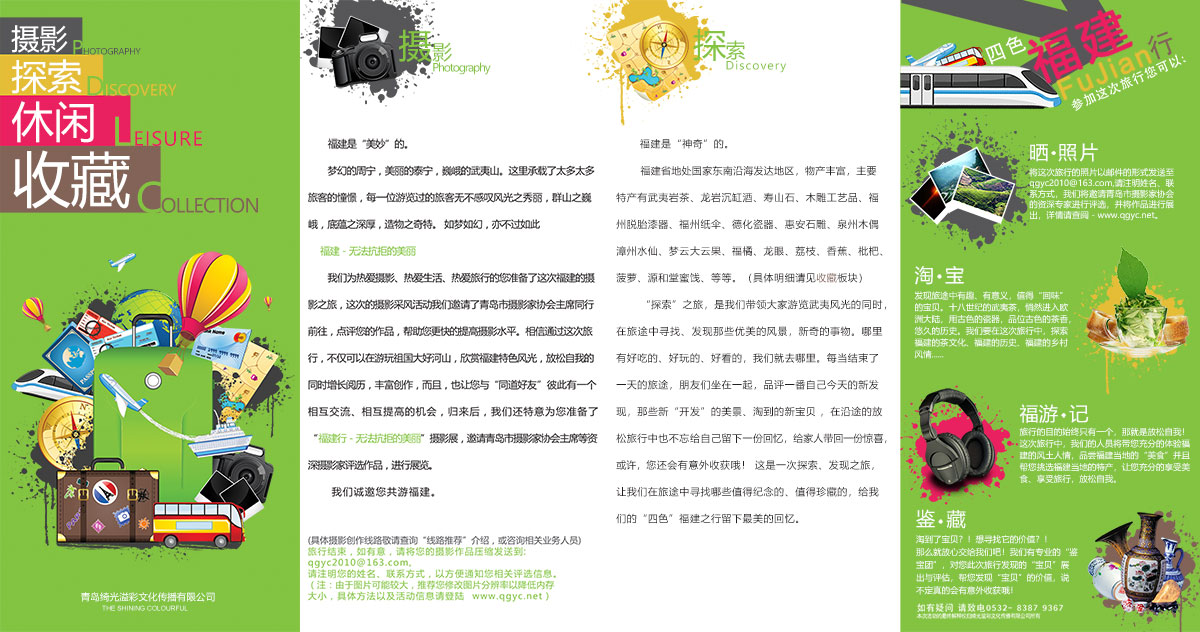 摄影 PHOTOGRAPHY
探索 DISCOVERY
休闲 LEISURE
收藏 COLLECTION
青岛绮光溢彩文化传播有限公司
THE SHINING COLOURFUL
摄影
Photography
福建是“美妙”的。
梦幻的周宁，美丽的泰宁，巍峨的武夷山。这里承载了太多太多
旅客的憧憬，每一位游览过的旅客无不感叹风光之秀丽，群山之巍
峨，底蕴之深厚，造物之奇特。 如梦如幻，亦不过如此
福建 - 无法抗拒的美丽
我们为热爱摄影、热爱生活、热爱旅行的您准备了这次福建的摄
影之旅，这次的摄影采风活动我们邀请了青岛市摄影家协会主席同行
前往，点评您的作品，帮助您更快的提高摄影水平。相信通过这次旅
行，不仅可以在游玩祖国大好河山，欣赏福建特色风光，放松自我的
同时增长阅历，丰富创作，而且，也让您与“同道好友”彼此有一个
相互交流、相互提高的机会，归来后，我们还特意为您准备了
“福建行 - 无法抗拒的美丽”摄影展，邀请青岛市摄影家协会主席等资
深摄影家评选作品，进行展览。
我们诚邀您共游福建。
(具体摄影创作线路敬请查询“线路推荐”介绍，或咨询相关业务人员)
旅行结束，如有意，请将您的摄影作品压缩发送到:
qgyc2010@163.com,
请注明您的姓名、联系方式，以方便通知您相关评选信息。
( 注：由于图片可能较大，推荐您修改图片分辨率以降低内存
大小，具体方法以及活动信息请登陆 www.qgyc.net )
探索
Discovery
福建是“神奇”的。
福建省地处国家东南沿海发达地区，物产丰富，主要
特产有武夷岩茶、龙岩沉缸酒、寿山石、木雕工艺品、福
州脱胎漆器、福州纸伞、德化瓷器、惠安石雕、泉州木偶
漳州水仙、梦云大云果、福橘、龙眼、荔枝、香蕉、枇杷、
菠萝、源和堂蜜饯、等等。（具体明细请见收藏板块）
“探索”之旅，是我们带领大家游览武夷风光的同时，
在旅途中寻找、发现那些优美的风景，新奇的事物。哪里
有好吃的、好玩的、好看的，我们就去哪里。每当结束了
一天的旅途，朋友们坐在一起，品评一番自己今天的新发
现，那些新“开发”的美景、淘到的新宝贝 ，在沿途的放
松旅行中也不忘给自己留下一份回忆，给家人带回一份惊喜，
或许，您还会有意外收获哦！ 这是一次探索、发现之旅，
让我们在旅途中寻找哪些值得纪念的、值得珍藏的，给我
们的“四色”福建之行留下最美的回忆。
四色福建行
FuJian
参加这次旅行您可以:
晒·照片
将这次旅行的照片以邮件的形式发送至
qgyc2010@163.com,请注明姓名、联
系方式，我们将邀请青岛市摄影家协会
的资深专家进行评选，并将作品进行展
出，详情请查阅 - www.qgyc.net。
淘·宝
发现旅途中有趣、有意义，值得“回味”
的宝贝。十八世纪的武夷茶，悄然进入欧
洲大陆，用古色的瓷器，品位古色的茶香，
悠久的历史。我们要在这次旅行中，探索
福建的茶文化、福建的历史、福建的乡村
风情......
福游·记
旅行的目的始终只有一个，那就是放松自我！
这次旅行中，我们的人员将带您充分的体验福
建的风土人情，品尝福建当地的“美食”并且
帮您挑选福建当地的特产，让您充分的享受美
食、享受旅行，放松自我。
鉴·藏
淘到了宝贝？！想寻找它的价值？！
那么就放心交给我们吧！我们有专业的“鉴
宝团”，对您此次旅行发现的“宝贝”展
出与评估，帮您发现“宝贝”的价值，说
不定真的会有意外收获哦！
如有疑问 请致电0532- 8387 9367
本次活动的最终解释权归绮光溢彩文化传播有限公司所有